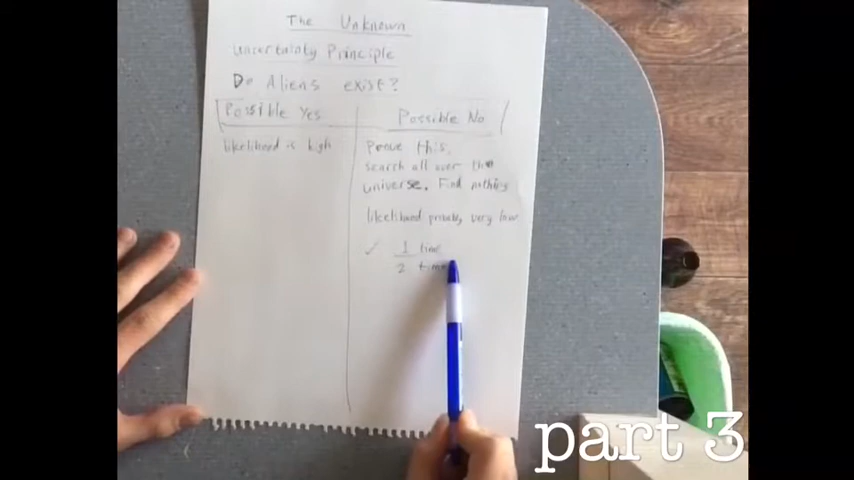 The Unknown
Uncertainty Principle
Do Aliens exist?
Possible Yes
Possible No
likelihood is high
Prove this.
search all over the
universe. Find nothing
likelihood probably very low
✓ 1 time
2 time
part 3